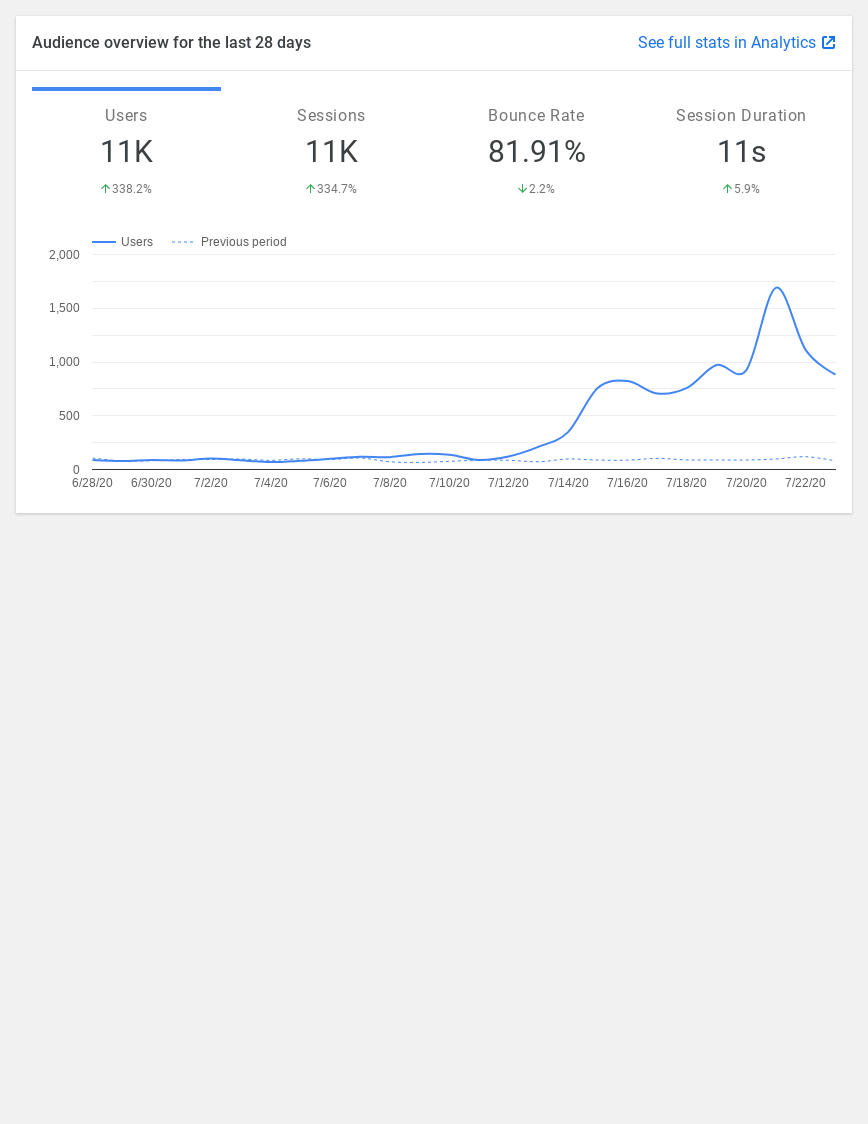 Audience overview for the last 28 days
See full stats in Analytics
Users Sessions Bounce Rate Session Duration
11K 11K 81.91% 11s
↑338.2% ↑334.7% ↓2.2% ↑5.9%
Users Previous period
2,000
1,500
1,000
500
0
6/28/20 6/30/20 7/2/20 7/4/20 7/6/20 7/8/20 7/10/20 7/12/20 7/14/20 7/16/20 7/18/20 7/20/20 7/22/20